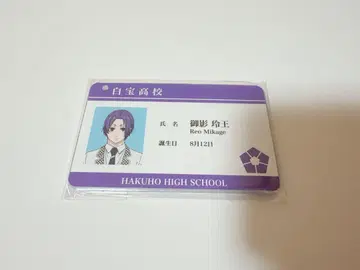 白宝高校
氏 名 御影 玲王
Reo Mikage
誕生日 8月12日
HAKUHO HIGH SCHOOL